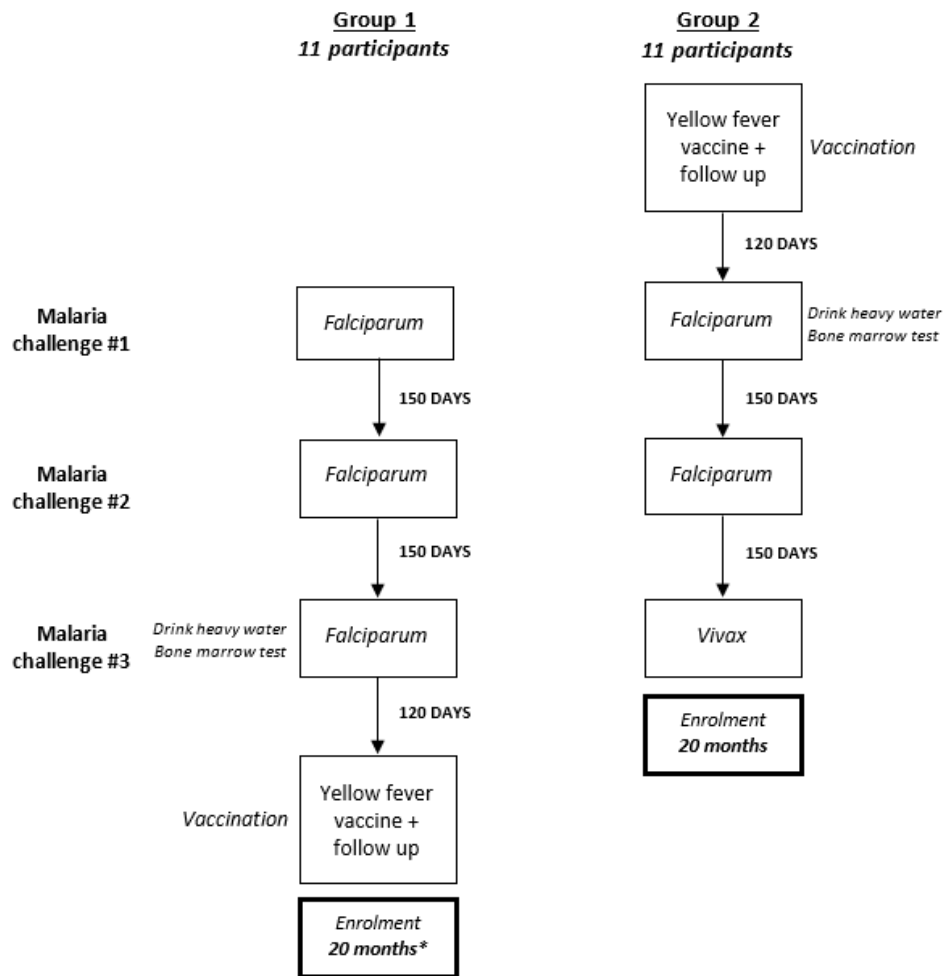 Group 1
11 participants
Group 2
11 participants
Yellow fever
vaccine +
follow up
Vaccination
120 DAYS
Malaria
challenge #1
Falciparum
Falciparum
Drink heavy water
Bone marrow test
150 DAYS
150 DAYS
Malaria
challenge #2
Falciparum
Falciparum
150 DAYS
150 DAYS
Malaria
challenge #3
Drink heavy water
Bone marrow test
Falciparum
Vivax
120 DAYS
Enrolment
20 months
Vaccination
Yellow fever
vaccine +
follow up
Enrolment
20 months*